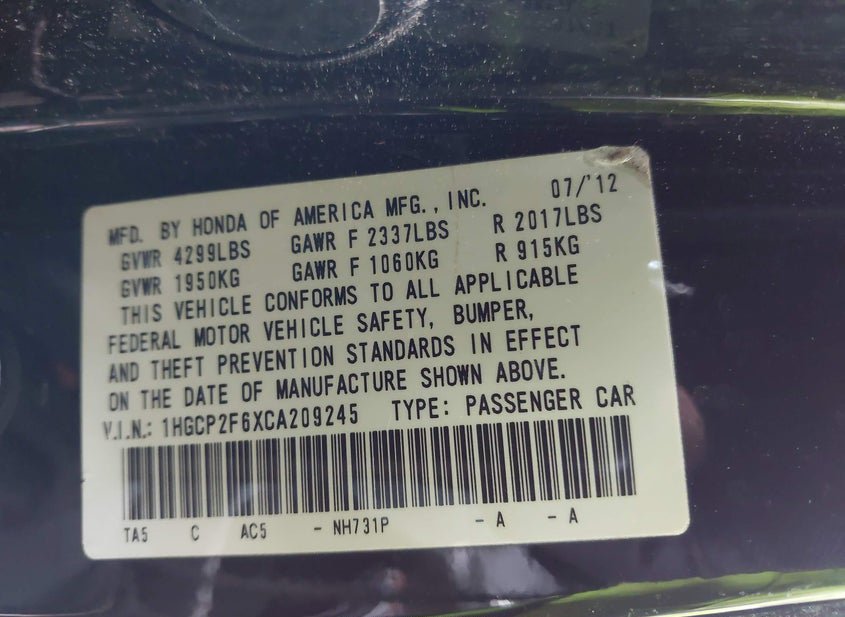 MFD. BY HONDA OF AMERICA MFG., INC. 07/'12
GVWR 4299LBS GAWR F 2337LBS R 2017LBS
GVWR 1950KG GAWR F 1060KG R 915KG
THIS VEHICLE CONFORMS TO ALL APPLICABLE
FEDERAL MOTOR VEHICLE SAFETY, BUMPER,
AND THEFT PREVENTION STANDARDS IN EFFECT
ON THE DATE OF MANUFACTURE SHOWN ABOVE.
V.I.N.: 1HGCP2F6XCA209245 TYPE: PASSENGER CAR
TA5 C AC5 - NH731P - A - A